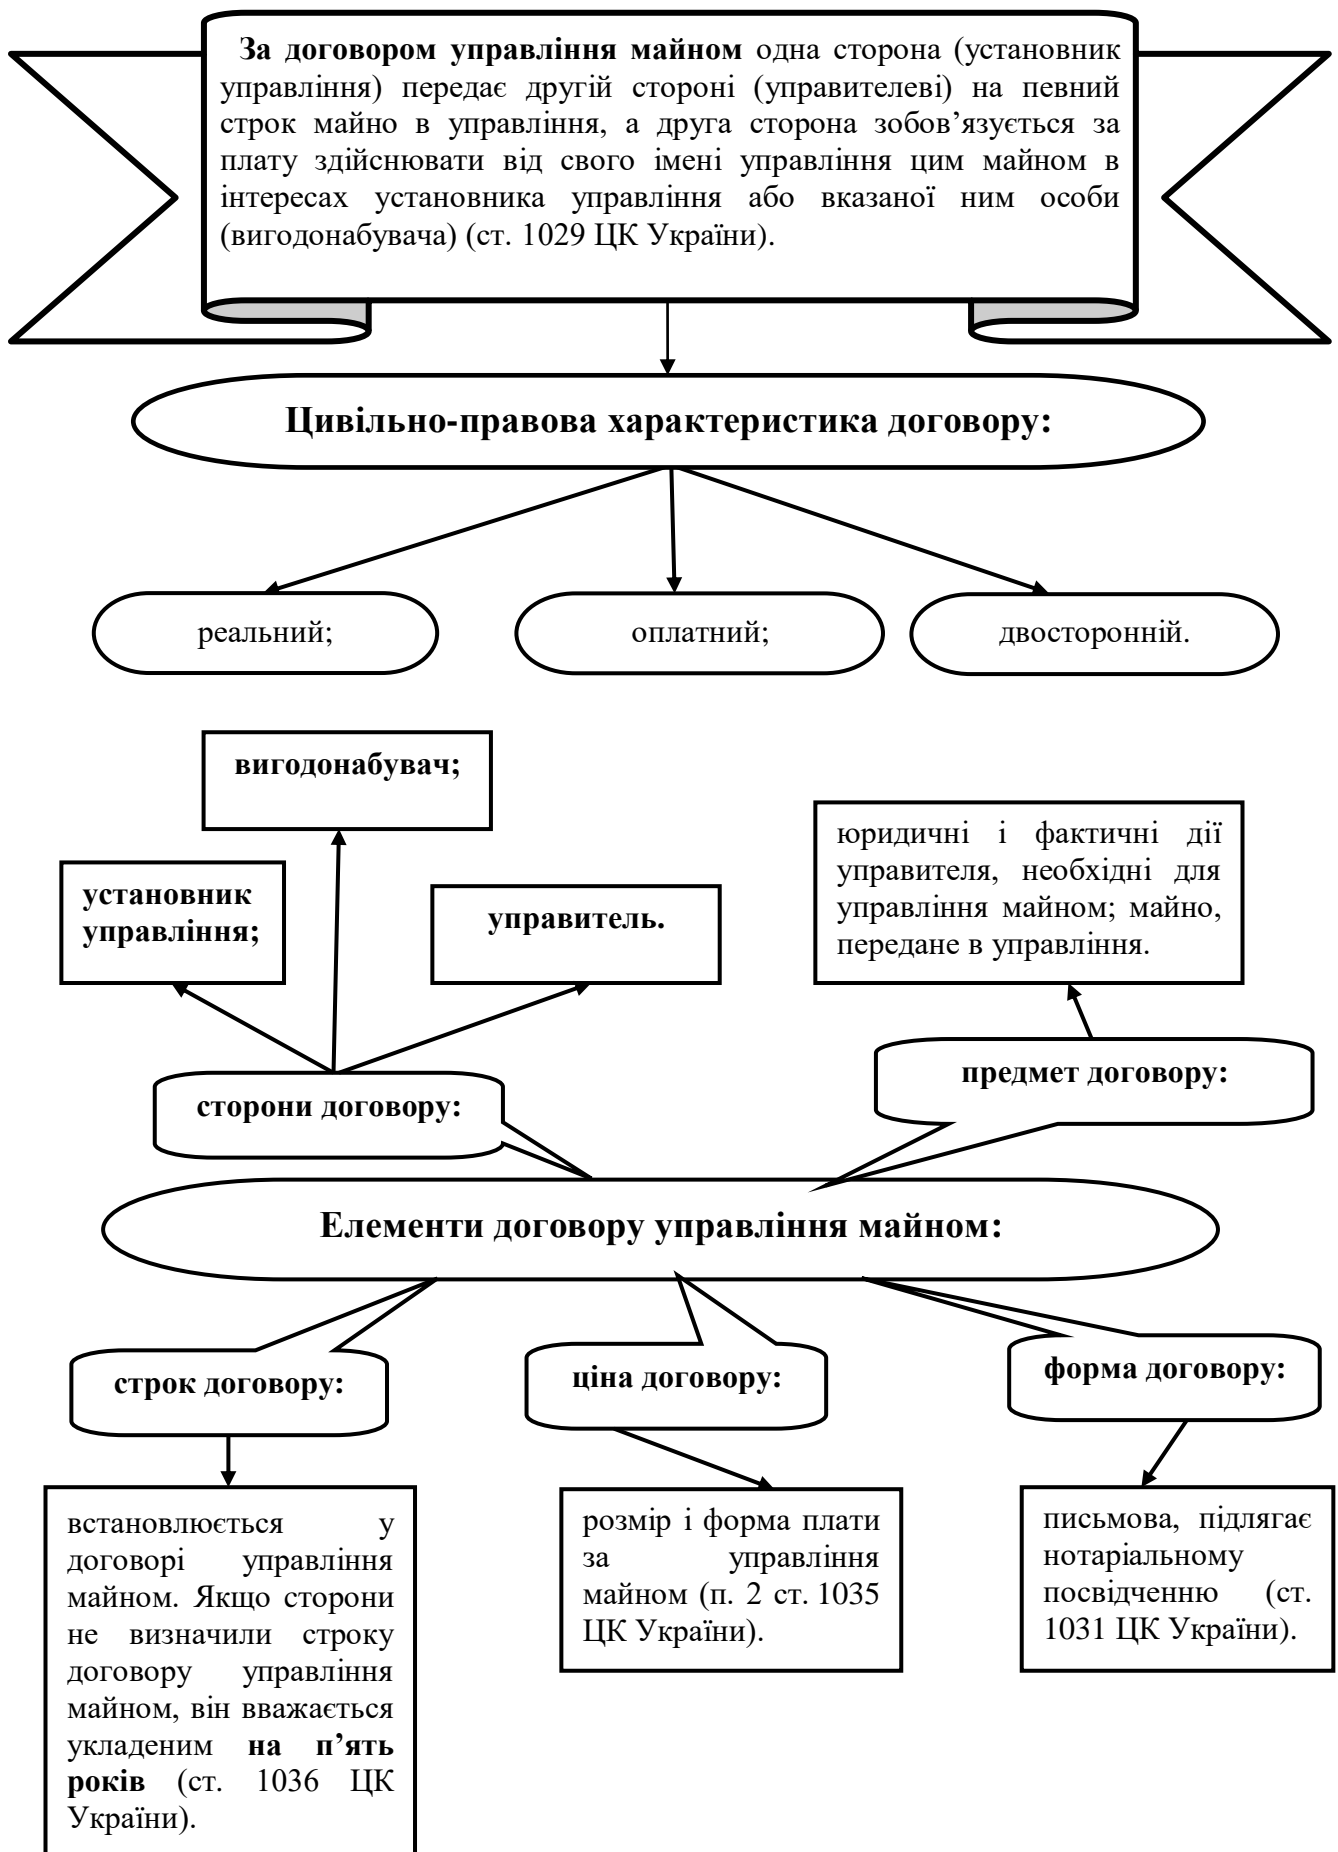 За договором управління майном одна сторона (установник
управління) передає другій стороні (управителеві) на певний
строк майно в управління, а друга сторона зобов’язується за
плату здійснювати від свого імені управління цим майном в
інтересах установника управління або вказаної ним особи
(вигодонабувача) (ст. 1029 ЦК України).
Цивільно-правова характеристика договору:
реальний;
оплатний;
двосторонній.
вигодонабувач;
установник
управління;
управитель.
юридичні і фактичні дії
управителя, необхідні для
управління майном; майно,
передане в управління.
сторони договору:
предмет договору:
Елементи договору управління майном:
строк договору:
ціна договору:
форма договору:
встановлюється у
договорі управління
майном. Якщо сторони
не визначили строку
договору управління
майном, він вважається
укладеним на п’ять
років (ст. 1036 ЦК
України).
розмір і форма плати
за управління
майном (п. 2 ст. 1035
ЦК України).
письмова, підлягає
нотаріальному
посвідченню (ст.
1031 ЦК України).